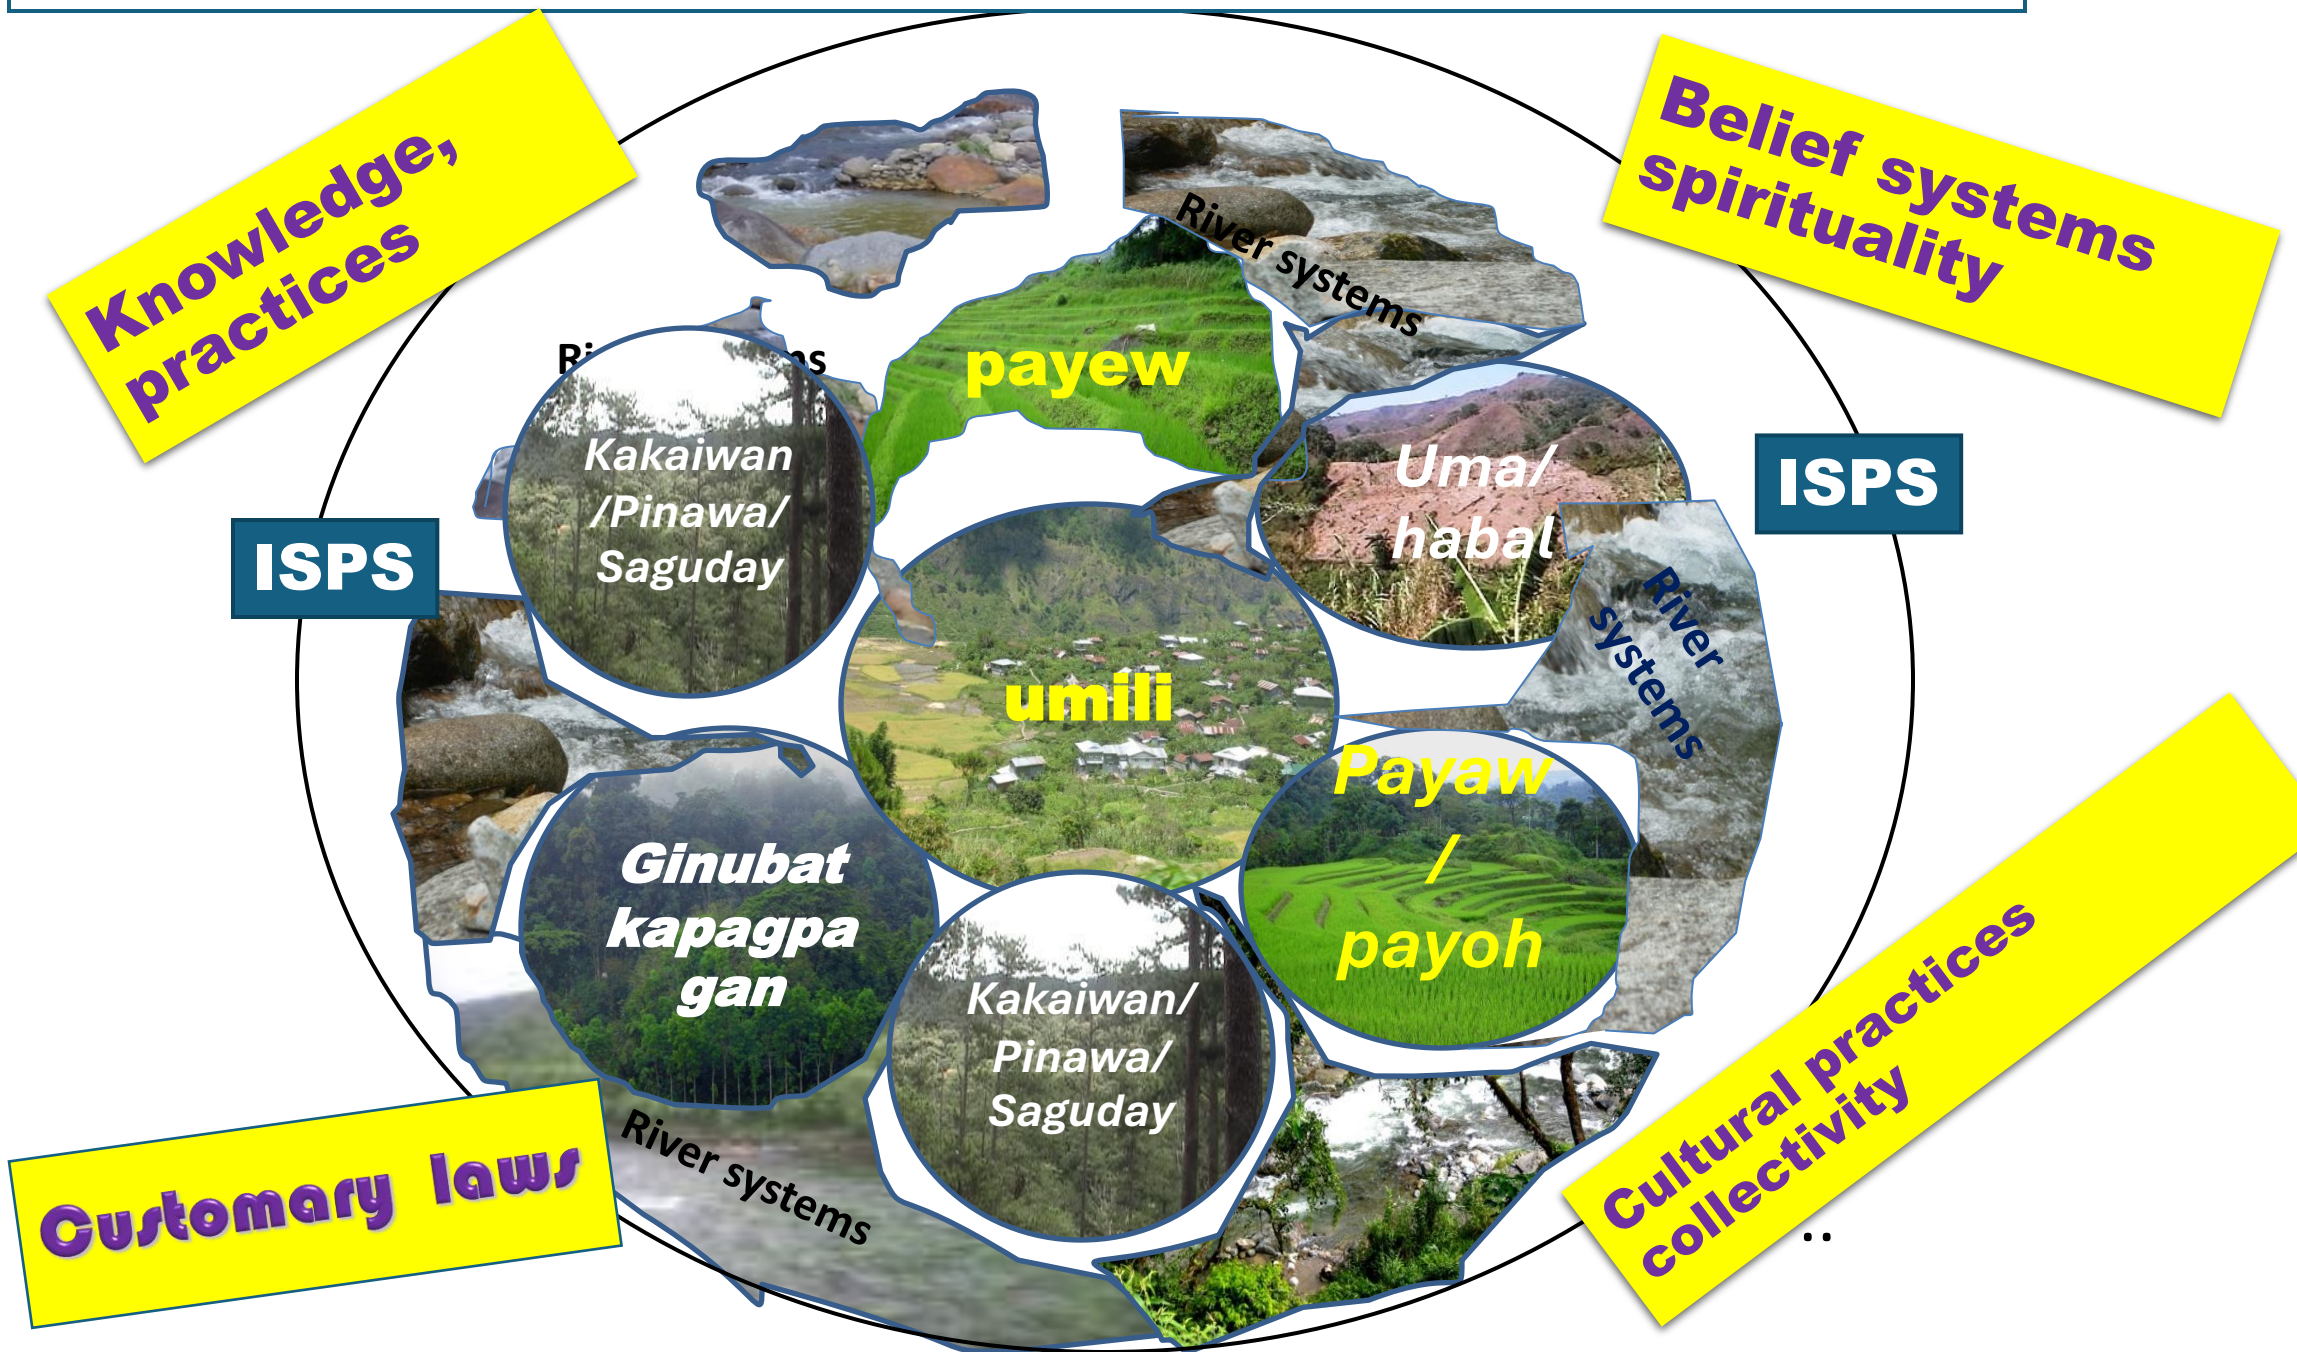 Knowledge,
practices
Belief systems
spirituality
River systems
payew
Kakaiwan
/Pinawa/
Saguday
Uma/
habal
ISPS
ISPS
River
systems
umili
Payaw
/
payoh
Ginubat
kapagpa
gan
Kakaiwan/
Pinawa/
Saguday
River systems
Customary laws
Cultural practices
collectivity
..